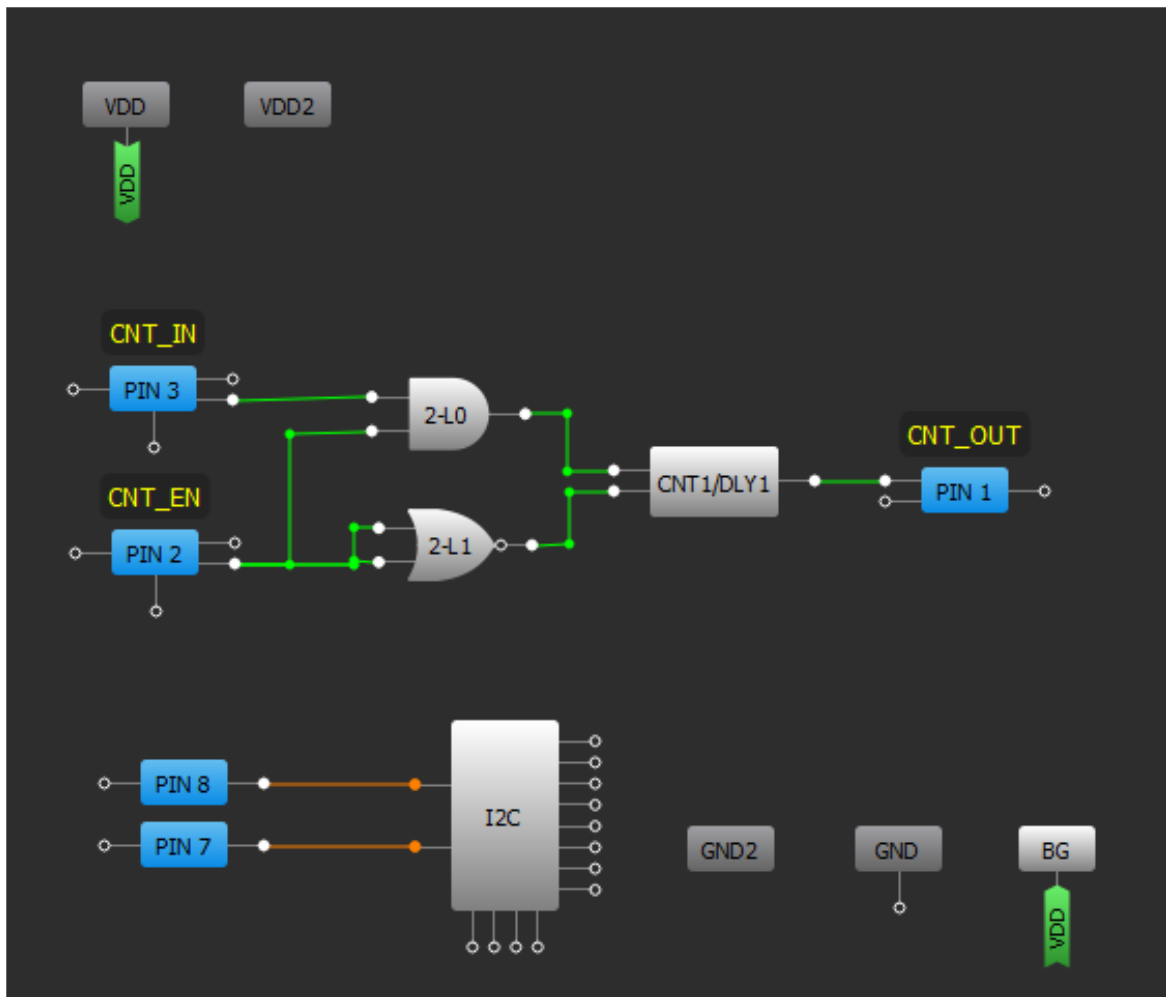 VDD
VDD2
VDD
CNT_IN
PIN 3
2-L0
CNT_EN
PIN 2
2-L1
CNT1/DLY1
CNT_OUT
PIN 1
PIN 8
PIN 7
I2C
GND2
GND
BG
VDD